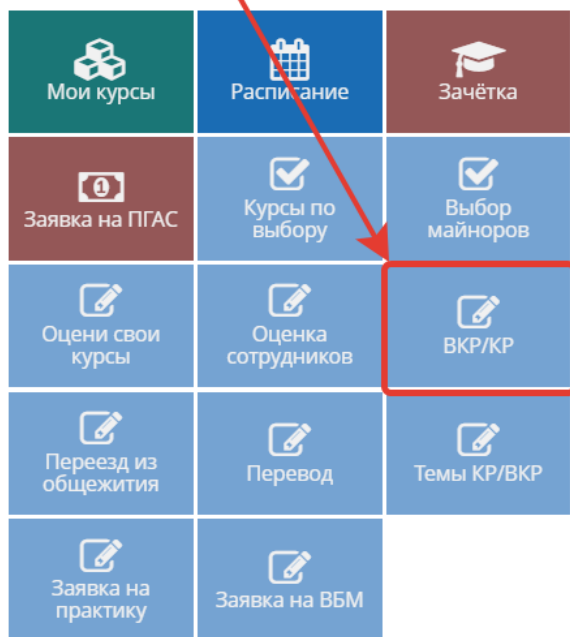 Мои курсы
Расписание
Зачётка
1
Заявка на ПГАС
Курсы по
выбору
Выбор
майноров
Оцени свои
курсы
Оценка
сотрудников
ВКР/КР
Переезд из
общежития
Перевод
Темы КР/ВКР
Заявка на
практику
Заявка на ВБМ